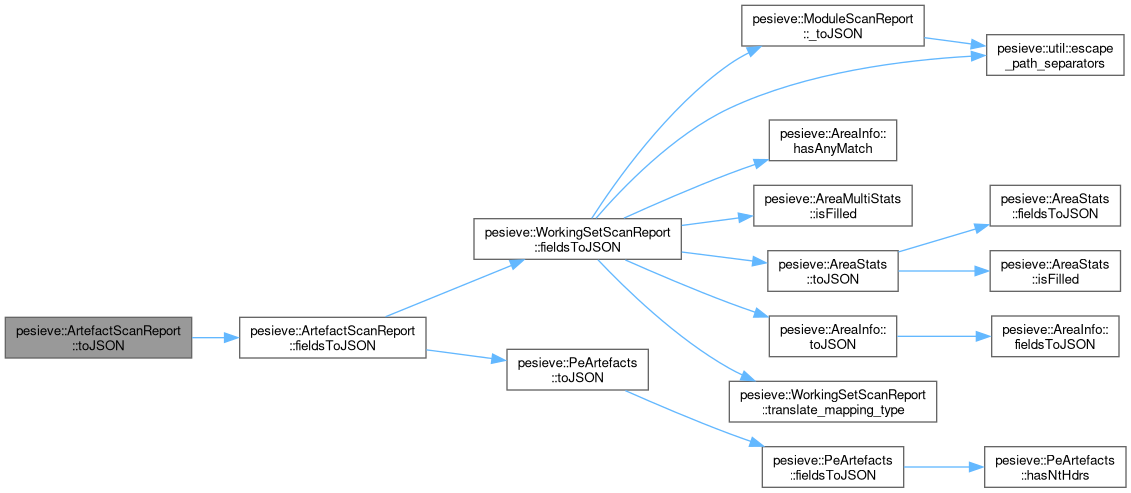 pesieve::ArtefactScanReport
::toJSON
pesieve::ArtefactScanReport
::fieldsToJSON
pesieve::WorkingSetScanReport
::fieldsToJSON
pesieve::ModuleScanReport
::_toJSON
pesieve::util::escape
_path_separators
pesieve::AreaInfo::
hasAnyMatch
pesieve::AreaMultiStats
::isFilled
pesieve::AreaStats
::toJSON
pesieve::AreaStats
::fieldsToJSON
pesieve::AreaStats
::isFilled
pesieve::AreaInfo::
toJSON
pesieve::AreaInfo::
fieldsToJSON
pesieve::WorkingSetScanReport
::translate_mapping_type
pesieve::PeArtefacts
::toJSON
pesieve::PeArtefacts
::fieldsToJSON
pesieve::PeArtefacts
::hasNtHdrs